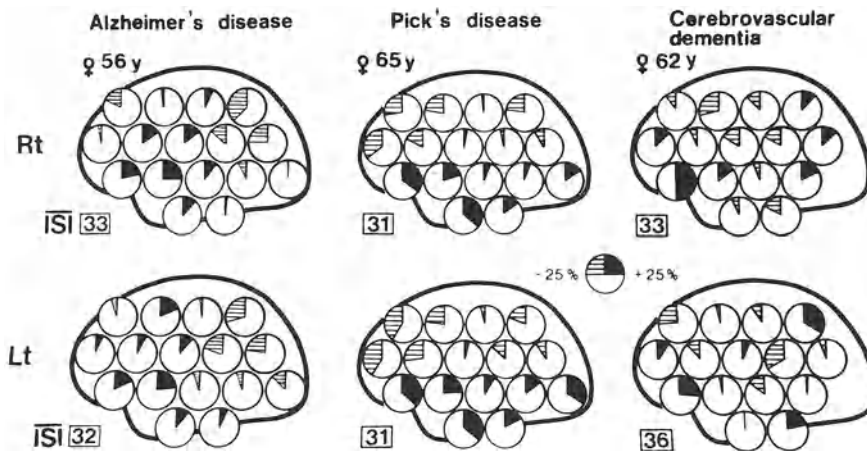 Alzheimer's disease
Pick's disease
Cerebrovascular
dementia
♀ 56 y
♀ 65 y
♀ 62 y
Rt
ISI 33
31
33
- 25 % + 25 %
Lt
ISI 32
31
36